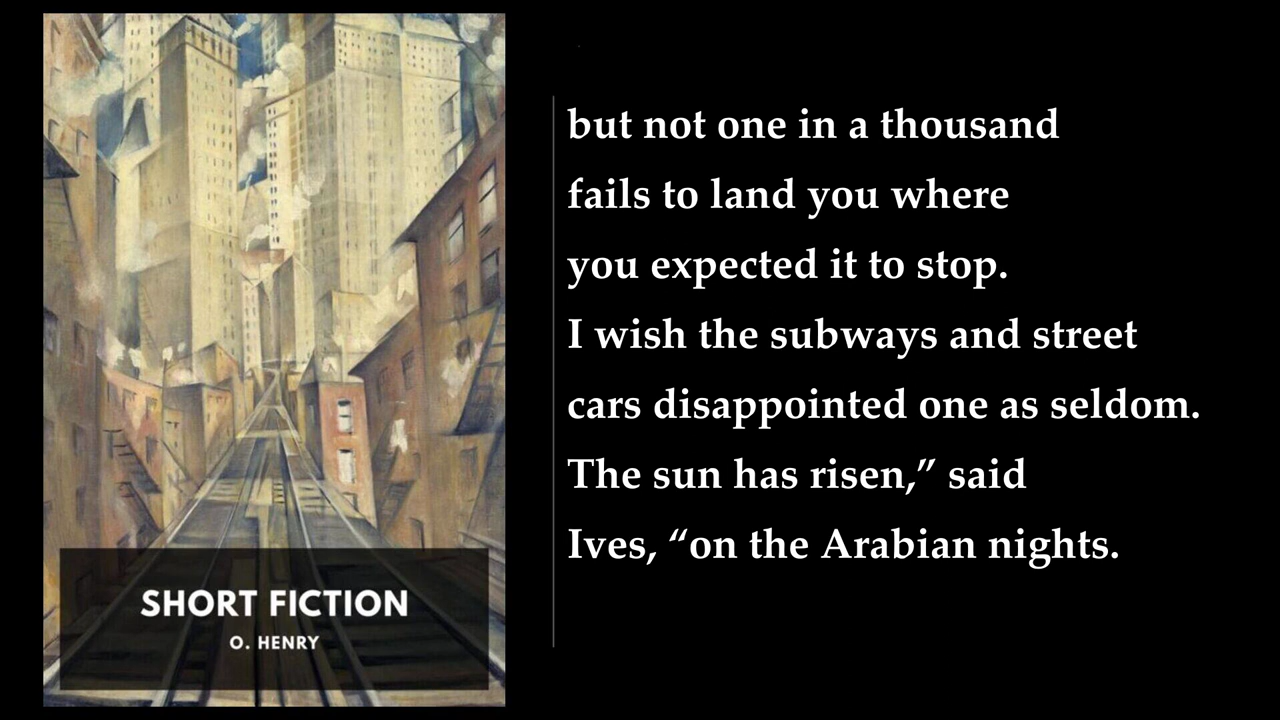 SHORT FICTION
O. HENRY
but not one in a thousand
fails to land you where
you expected it to stop.
I wish the subways and street
cars disappointed one as seldom.
The sun has risen,” said
Ives, “on the Arabian nights.